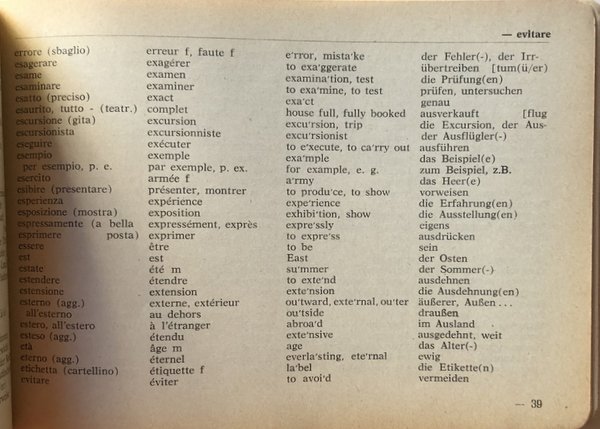 — evitare
errore (sbaglio) erreur f, faute f e'rror, mista'ke der Fehler(-), der Irr-
esagerare exagérer to exa'ggerate übertreiben [tum(ü/er)
esame examen examina'tion, test die Prüfung(en)
esaminare examiner to exa'mine, to test prüfen, untersuchen
esatto (preciso) exact exa'ct genau
esaurito, tutto - (teatr.) complet house full, fully booked ausverkauft [flug
escursione (gita) excursion excu'rsion, trip die Excursion, der Aus-
escursionista excursionniste excu'rsionist der Ausflügler(-)
eseguire exécuter to e'xecute, to ca'rry out ausführen
esempio exemple exa'mple das Beispiel(e)
per esempio, p. e. par exemple, p. ex. for example, e. g. zum Beispiel, z.B.
esercito armée f a'rmy das Heer(e)
esibire (presentare) présenter, montrer to produ'ce, to show vorweisen
esperienza expérience expe'rience die Erfahrung(en)
esposizione (mostra) exposition exhibi'tion, show die Ausstellung(en)
espressamente (a bella expressément, exprès expre'ssly eigens
esprimere posta) exprimer to expre'ss ausdrücken
essere être to be sein
est est East der Osten
estate été m su'mmer der Sommer(-)
estendere étendre to exte'nd ausdehnen
estensione extension exte'nsion die Ausdehnung(en)
esterno (agg.) externe, extérieur ou'tward, exte'rnal, ou'ter äußerer, Außen...
all'esterno au dehors ou'tside draußen
estero, all'estero à l'étranger abroa'd im Ausland
esteso (agg.) étendu exte'nsive ausgedehnt, weit
età âge m age das Alter(-)
eterno (agg.) éternel everla'sting, ete'rnal ewig
etichetta (cartellino) étiquette f la'bel die Etikette(n)
evitare éviter to avoi'd vermeiden
— 39